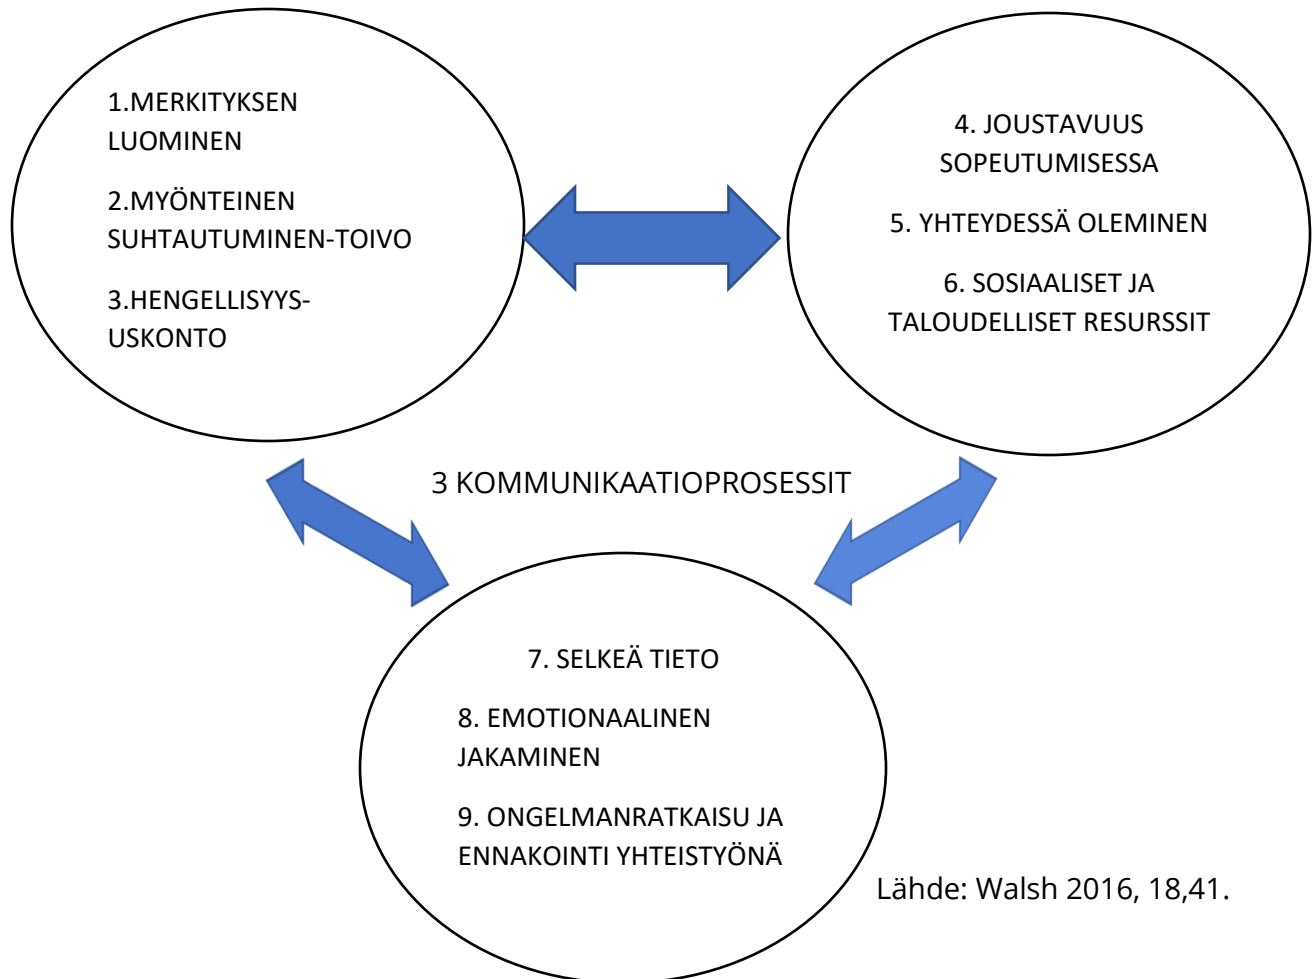 1.MERKITYKSEN
LUOMINEN
2.MYÖNTEINEN
SUHTAUTUMINEN-TOIVO
3.HENGELLISYYS-
USKONTO
4. JOUSTAVUUS
SOPEUTUMISESSA
5. YHTEYDESSÄ OLEMINEN
6. SOSIAALISET JA
TALOUDELLISET RESURSSIT
3 KOMMUNIKAATIOPROSESSIT
7. SELKEÄ TIETO
8. EMOTIONAALINEN
JAKAMINEN
9. ONGELMANRATKAISU JA
ENNAKOINTI YHTEISTYÖNÄ
Lähde: Walsh 2016, 18,41.